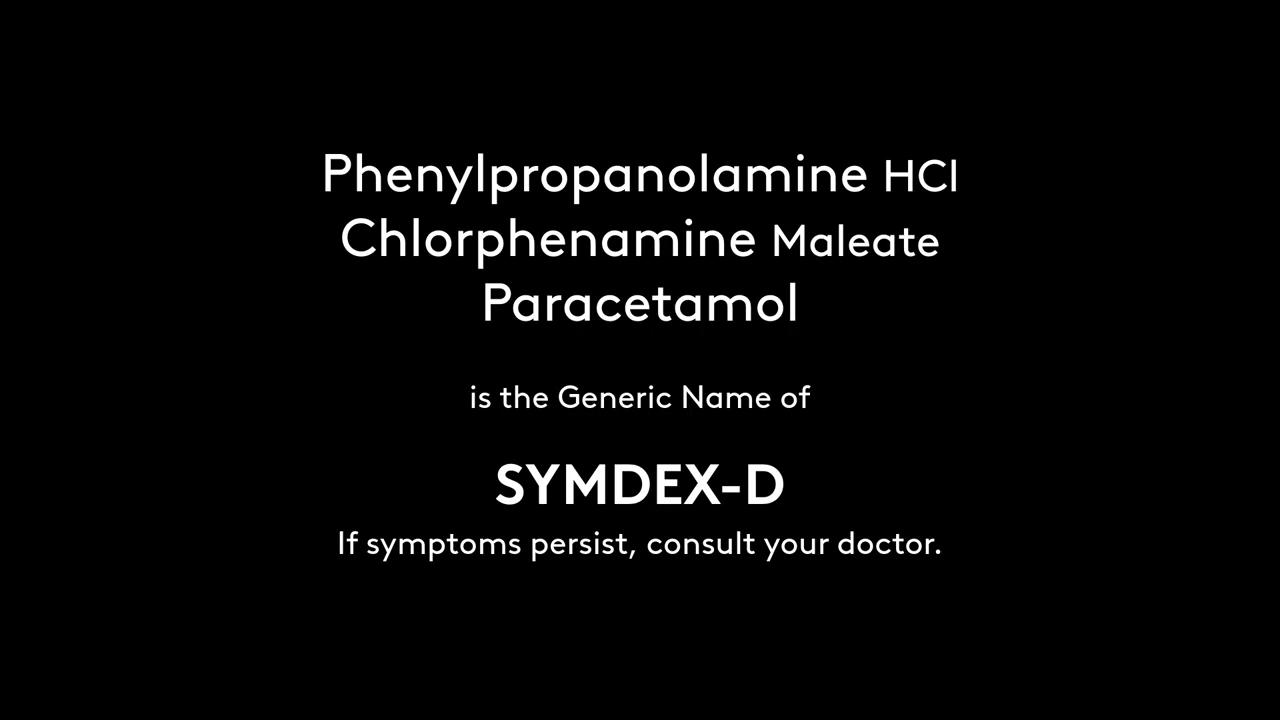 Phenylpropanolamine HCl
Chlorphenamine Maleate
Paracetamol
is the Generic Name of
SYMDEX-D
If symptoms persist, consult your doctor.